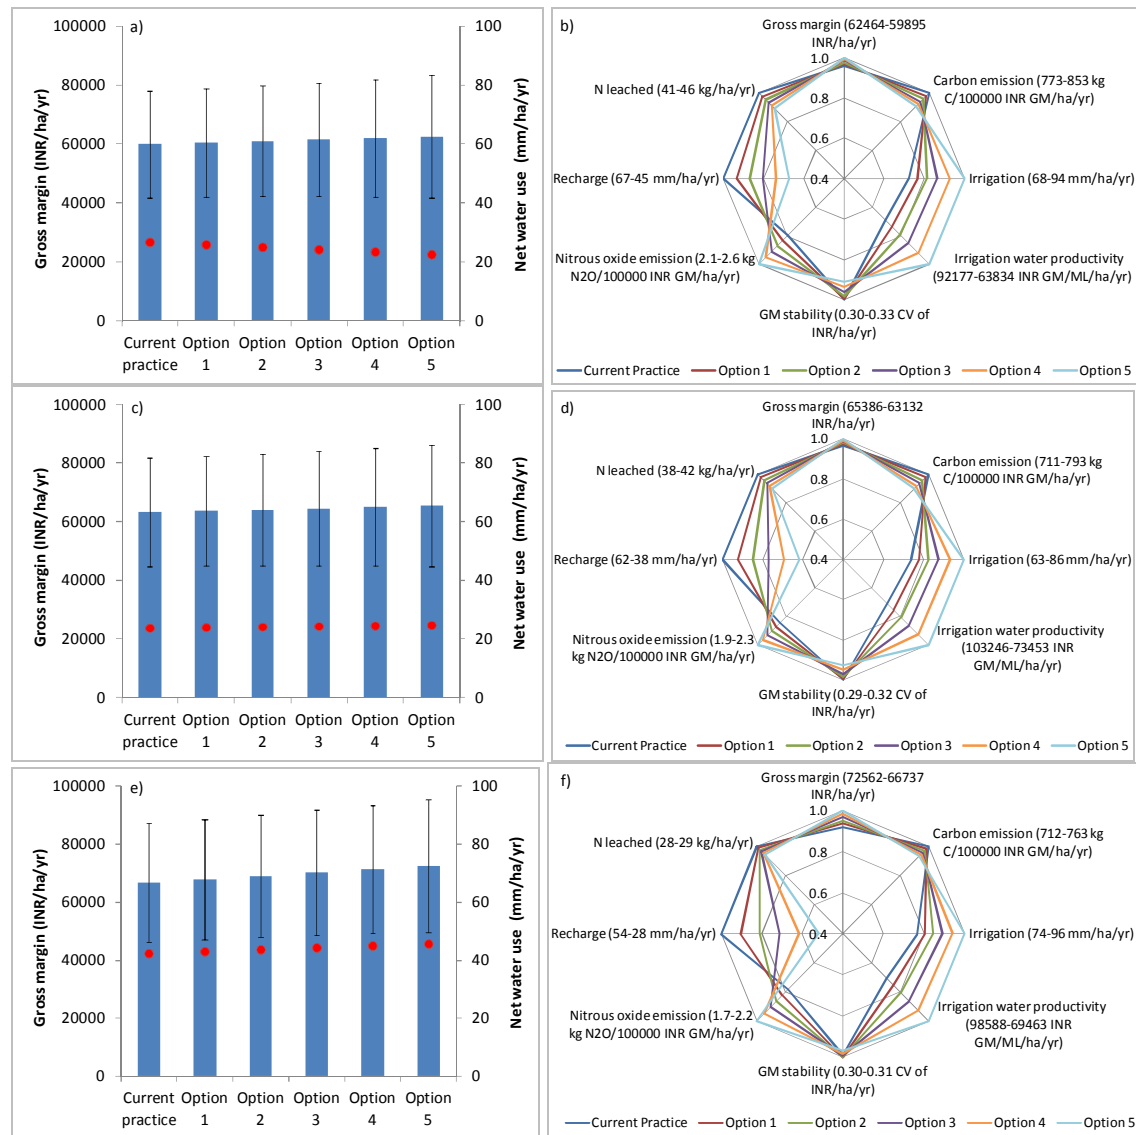 a)
100000
80000
60000
40000
20000
0
Gross margin (INR/ha/yr)
100
80
60
40
20
0
Net water use (mm/ha/yr)
Current practice
Option 1
Option 2
Option 3
Option 4
Option 5
b)
Gross margin (62464-59895
INR/ha/yr)
Carbon emission (773-853 kg
C/100000 INR GM/ha/yr)
Irrigation (68-94 mm/ha/yr)
Irrigation water productivity
(92177-63834 INR GM/ML/ha/yr)
GM stability (0.30-0.33 CV of
INR/ha/yr)
Nitrous oxide emission (2.1-2.6 kg
N2O/100000 INR GM/ha/yr)
Recharge (67-45 mm/ha/yr)
N leached (41-46 kg/ha/yr)
1.0
0.8
0.6
0.4
Current Practice
Option 1
Option 2
Option 3
Option 4
Option 5
c)
100000
80000
60000
40000
20000
0
Gross margin (INR/ha/yr)
100
80
60
40
20
0
Net water use (mm/ha/yr)
Current practice
Option 1
Option 2
Option 3
Option 4
Option 5
d)
Gross margin (65386-63132
INR/ha/yr)
Carbon emission (711-793 kg
C/100000 INR GM/ha/yr)
Irrigation (63-86 mm/ha/yr)
Irrigation water productivity
(103246-73453 INR
GM/ML/ha/yr)
GM stability (0.29-0.32 CV of
INR/ha/yr)
Nitrous oxide emission (1.9-2.3
kg N2O/100000 INR GM/ha/yr)
Recharge (62-38 mm/ha/yr)
N leached (38-42 kg/ha/yr)
1.0
0.8
0.6
0.4
Current Practice
Option 1
Option 2
Option 3
Option 4
Option 5
e)
100000
80000
60000
40000
20000
0
Gross margin (INR/ha/yr)
100
80
60
40
20
0
Net water use (mm/ha/yr)
Current practice
Option 1
Option 2
Option 3
Option 4
Option 5
f)
Gross margin (72562-66737
INR/ha/yr)
Carbon emission (712-763 kg
C/100000 INR GM/ha/yr)
Irrigation (74-96 mm/ha/yr)
Irrigation water productivity
(98588-69463 INR
GM/ML/ha/yr)
GM stability (0.30-0.31 CV of
INR/ha/yr)
Nitrous oxide emission (1.7-2.2
kg N2O/100000 INR GM/ha/yr)
Recharge (54-28 mm/ha/yr)
N leached (28-29 kg/ha/yr)
1.0
0.8
0.6
0.4
Current Practice
Option 1
Option 2
Option 3
Option 4
Option 5